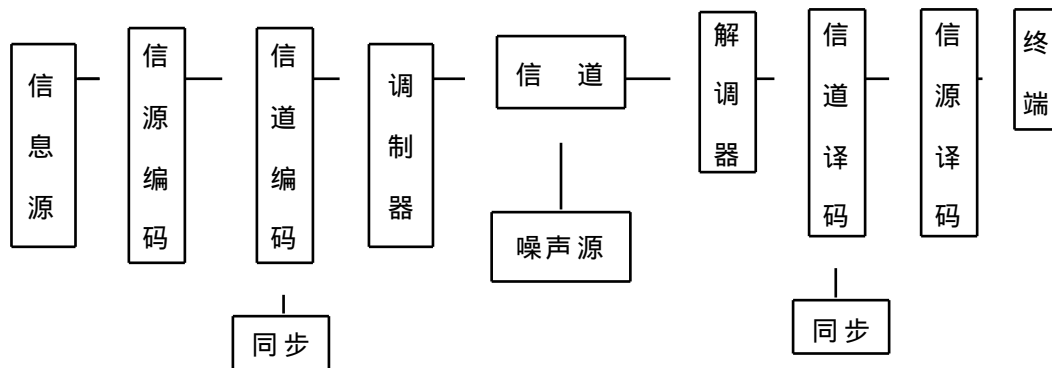 信息源
信源编码
信道编码
调制器
信道
解调器
信道译码
信源译码
终端
噪声源
同步
同步